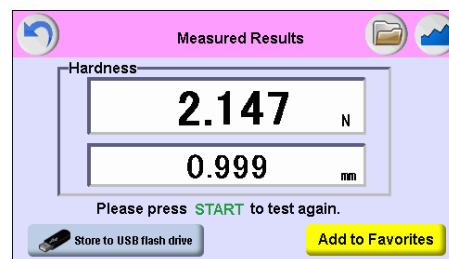 Measured Results
Hardness
2.147 N
0.999 mm
Please press START to test again.
Store to USB flash drive
Add to Favorites